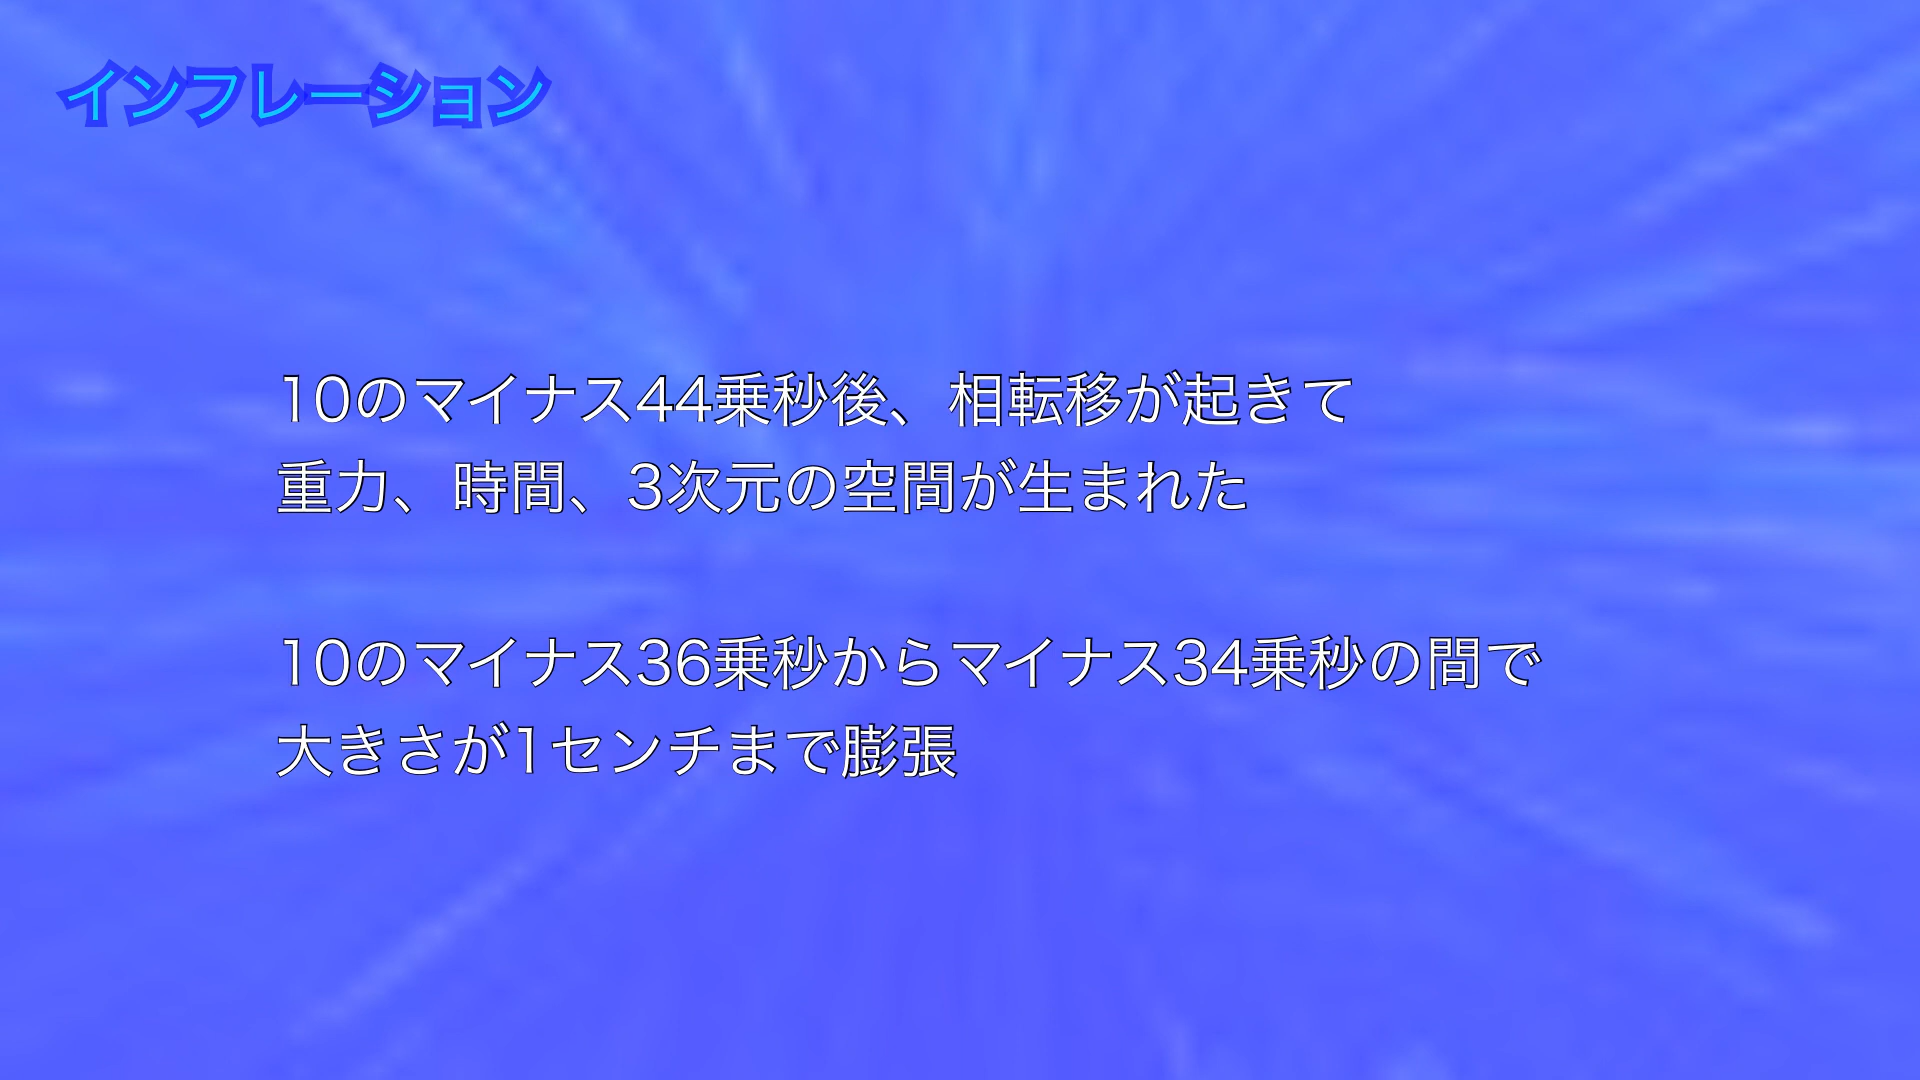 インフレーション
10のマイナス44乗秒後、相転移が起きて
重力、時間、3次元の空間が生まれた
10のマイナス36乗秒からマイナス34乗秒の間で
大きさが1センチまで膨張